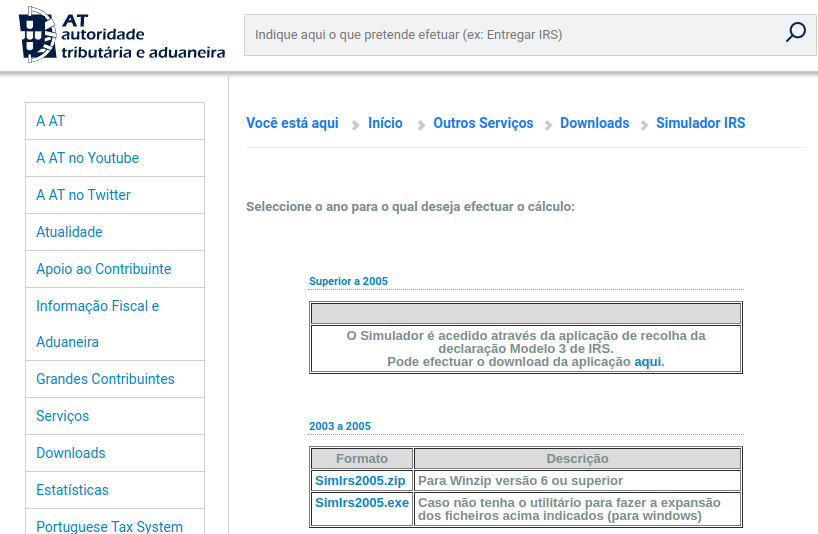 AT
autoridade
tributária e aduaneira
Indique aqui o que pretende efetuar (ex: Entregar IRS)
A AT
A AT no Youtube
A AT no Twitter
Atualidade
Apoio ao Contribuinte
Informação Fiscal e
Aduaneira
Grandes Contribuintes
Serviços
Downloads
Estatísticas
Portuguese Tax System
Você está aqui Início Outros Serviços Downloads Simulador IRS
Seleccione o ano para o qual deseja efectuar o cálculo:
Superior a 2005
O Simulador é acedido através da aplicação de recolha da
declaração Modelo 3 de IRS.
Pode efectuar o download da aplicação aqui.
2003 a 2005
Formato Descrição
SimIrs2005.zip Para Winzip versão 6 ou superior
SimIrs2005.exe Caso não tenha o utilitário para fazer a expansão
dos ficheiros acima indicados (para windows)